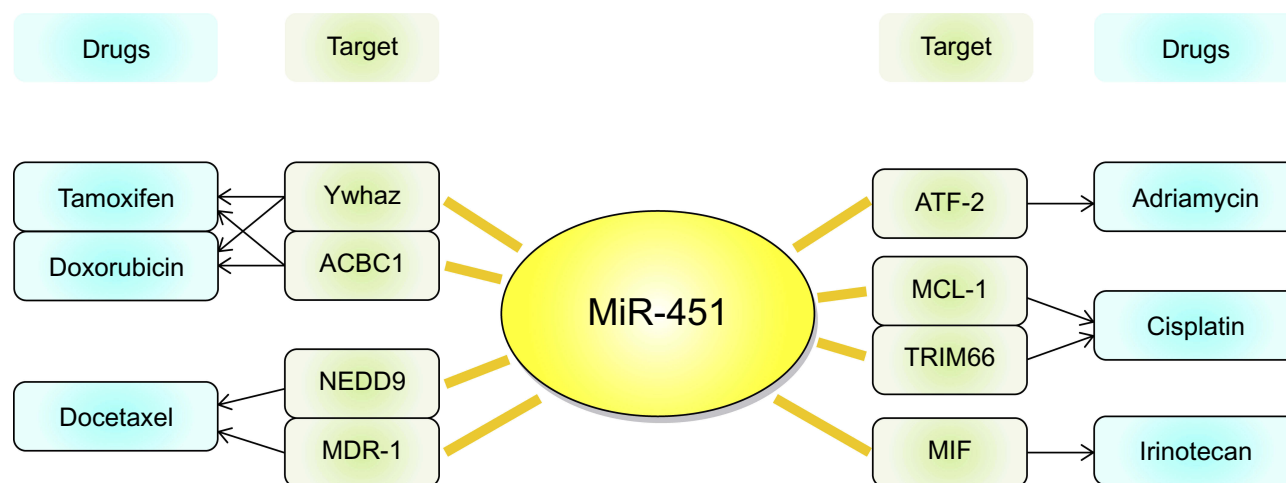 Drugs
Target
Target
Drugs
Tamoxifen
Ywhaz
ATF-2
Adriamycin
Doxorubicin
ACBC1
MCL-1
MiR-451
Cisplatin
TRIM66
NEDD9
Docetaxel
MDR-1
MIF
Irinotecan